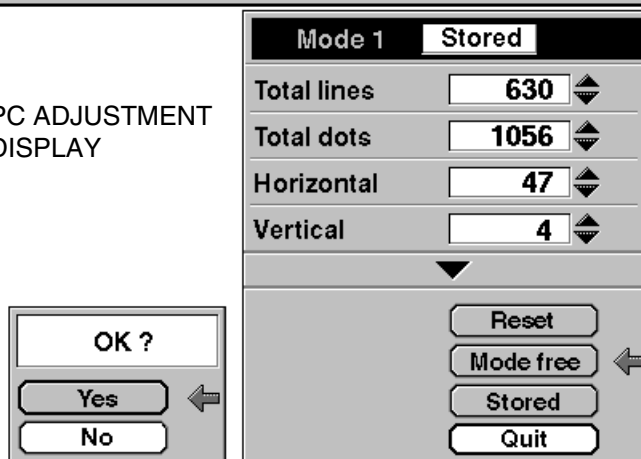 Mode 1 Stored
PC ADJUSTMENT
DISPLAY
Total lines 630
Total dots 1056
Horizontal 47
Vertical 4
OK ?
Yes
No
Reset
Mode free
Stored
Quit